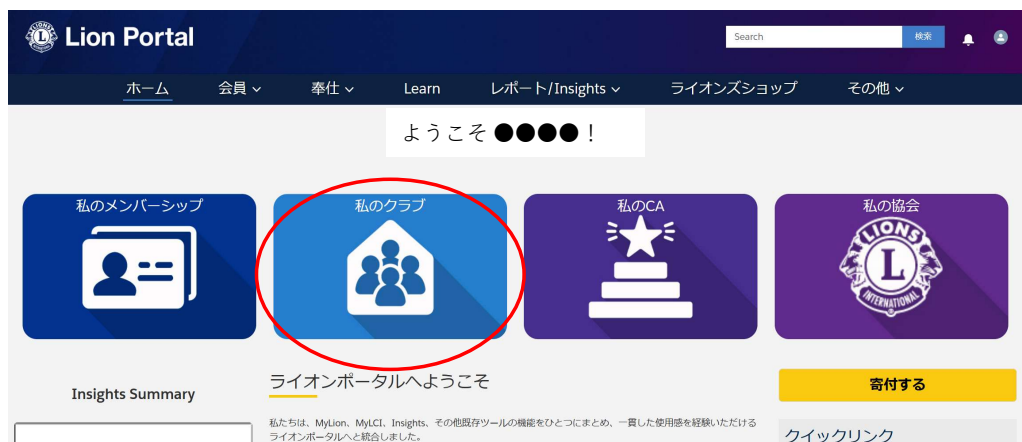 Lion Portal
Search
検索
ホーム
会員
奉仕
Learn
レポート/Insights
ライオンズショップ
その他
ようこそ ●●●●！
私のメンバーシップ
私のクラブ
私のCA
私の協会
LIONS
L
INTERNATIONAL
Insights Summary
ライオンポータルへようこそ
寄付する
私たちは、MyLion、MyLCI、Insights、その他既存ツールの機能をひとつにまとめ、一貫した使用感を経験いただける
ライオンポータルへと統合しました。
クイックリンク